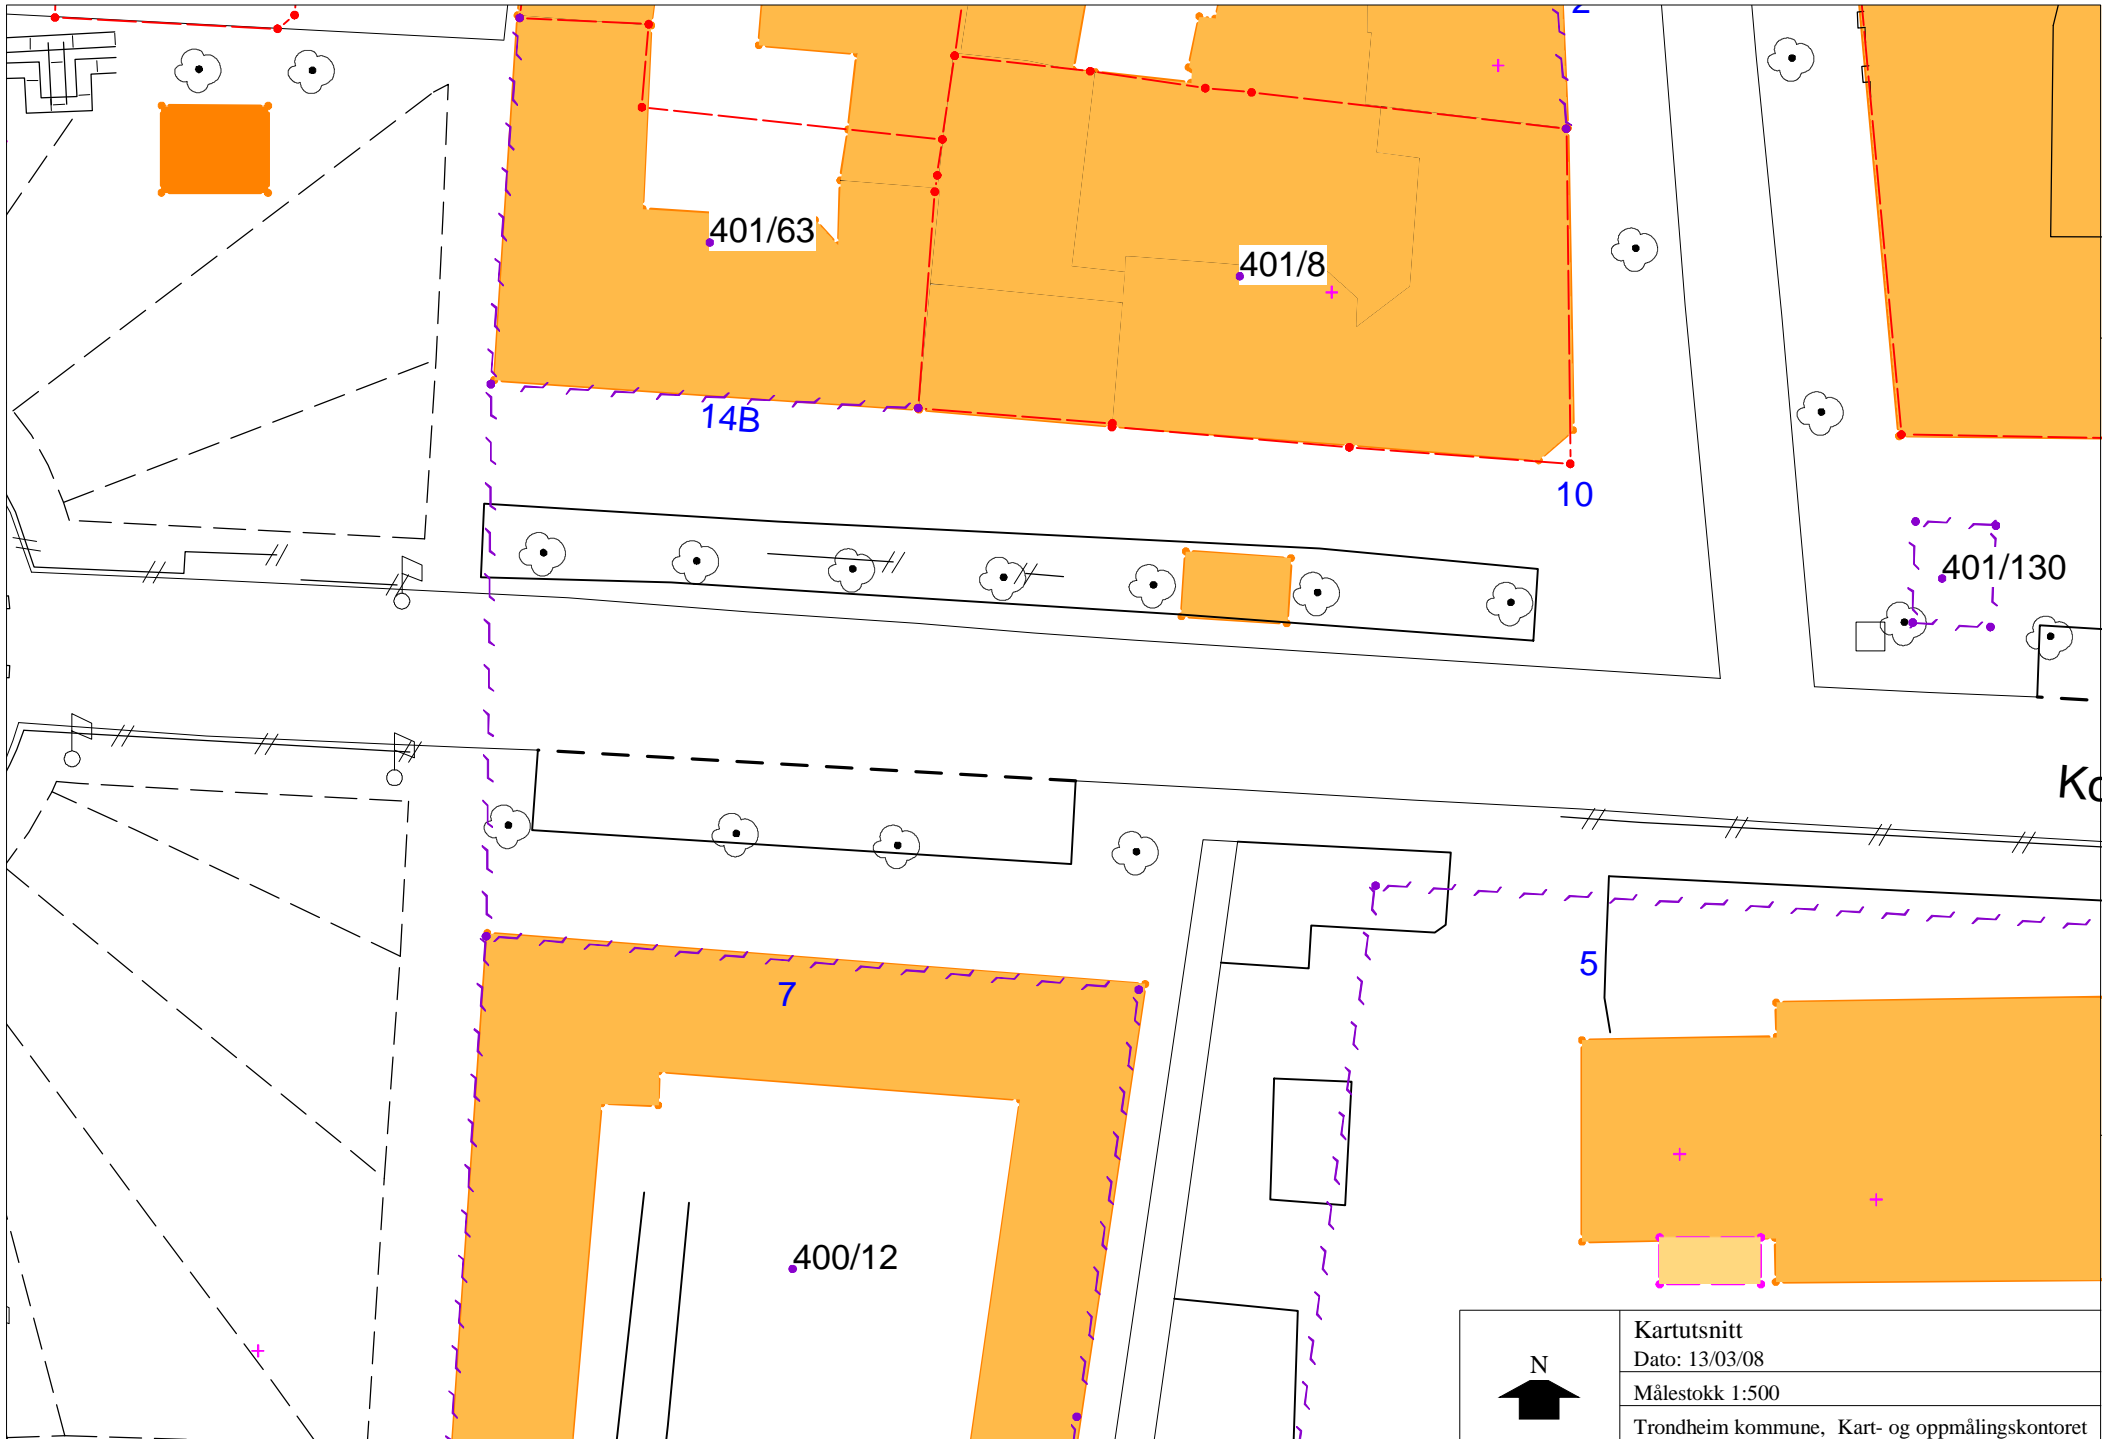 2
401/63
401/8
14B
10
401/130
Ko
5
7
400/12
N
Kartutsnitt
Dato: 13/03/08
Målestokk 1:500
Trondheim kommune, Kart- og oppmålingskontoret